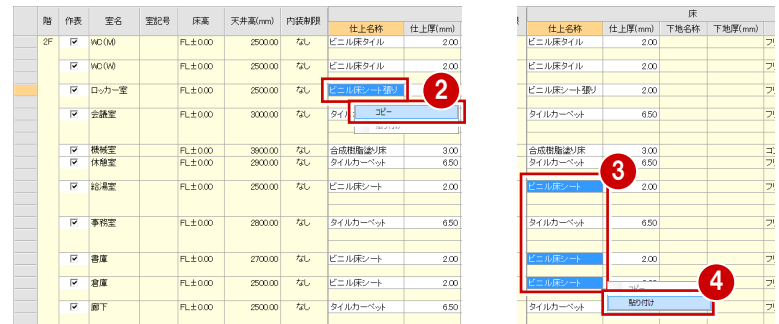 階 作表 室名 室記号 床高 天井高(mm) 内装制限 仕上名称 仕上厚(mm)
2F WC(M) FL±0.00 2500.00 なし ビニル床タイル 2.00
WC(W) FL±0.00 2500.00 なし ビニル床タイル 2.00
ロッカー室 FL±0.00 2500.00 なし ビニル床シート張り
2
コピー
会議室 FL±0.00 3000.00 なし タイル
貼り付け
機械室 FL±0.00 3900.00 なし 合成樹脂塗り床 3.00
休憩室 FL±0.00 2900.00 なし タイルカーペット 6.50
給湯室 FL±0.00 2500.00 なし ビニル床シート 2.00
事務室 FL±0.00 2800.00 なし タイルカーペット 6.50
書庫 FL±0.00 2700.00 なし ビニル床シート 2.00
倉庫 FL±0.00 2500.00 なし ビニル床シート 2.00
廊下 FL±0.00 2500.00 なし タイルカーペット 6.50
床
仕上名称 仕上厚(mm) 下地名称 下地厚(mm)
ビニル床タイル 2.00
ビニル床タイル 2.00
ビニル床シート張り 2.00
タイルカーペット 6.50
合成樹脂塗り床 3.00
タイルカーペット 6.50
3
ビニル床シート 2.00
タイルカーペット 6.50
ビニル床シート 2.00
ビニル床シート
コピー
4
貼り付け
タイルカーペット